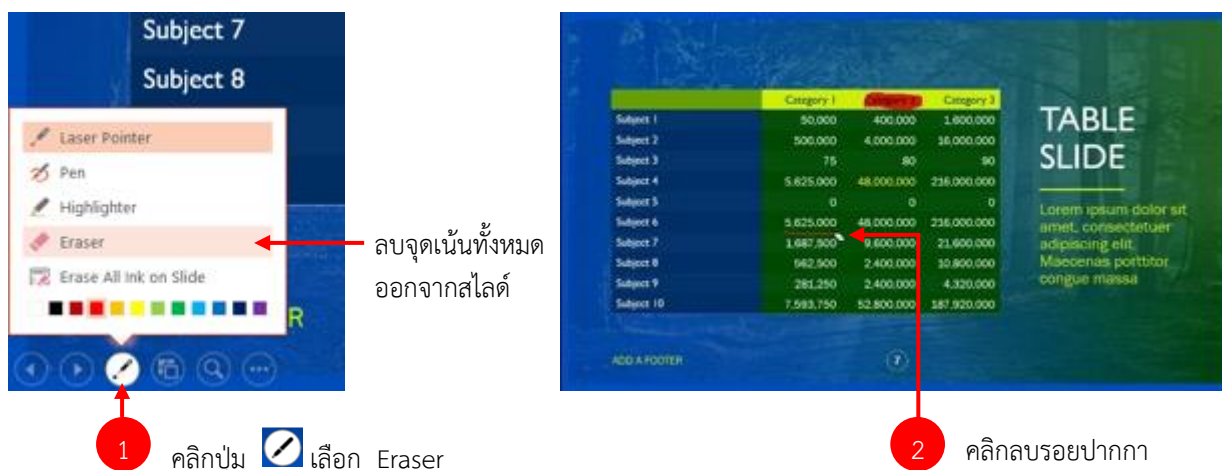 Subject 7
Subject 8
Laser Pointer
Pen
Highlighter
Eraser
Erase All Ink on Slide
R
ลบจุดเน้นทั้งหมด
ออกจากสไลด์
1 คลิกปุ่ม เลือก Eraser
Category 1 Category 2 Category 3
Subject 1 50,000 400,000 1,600,000
Subject 2 500,000 4,000,000 16,000,000
Subject 3 75 80 90
Subject 4 5,625,000 48,000,000 216,000,000
Subject 5 0 0 0
Subject 6 5,625,000 48,000,000 216,000,000
Subject 7 1,687,500 9,600,000 21,600,000
Subject 8 562,500 2,400,000 10,800,000
Subject 9 281,250 2,400,000 4,320,000
Subject 10 7,593,750 52,800,000 187,920,000
TABLE
SLIDE
Lorem ipsum dolor sit
amet, consectetuer
adipiscing elit.
Maecenas porttitor
congue massa
ADD A FOOTER
7
2 คลิกลบรอยปากกา